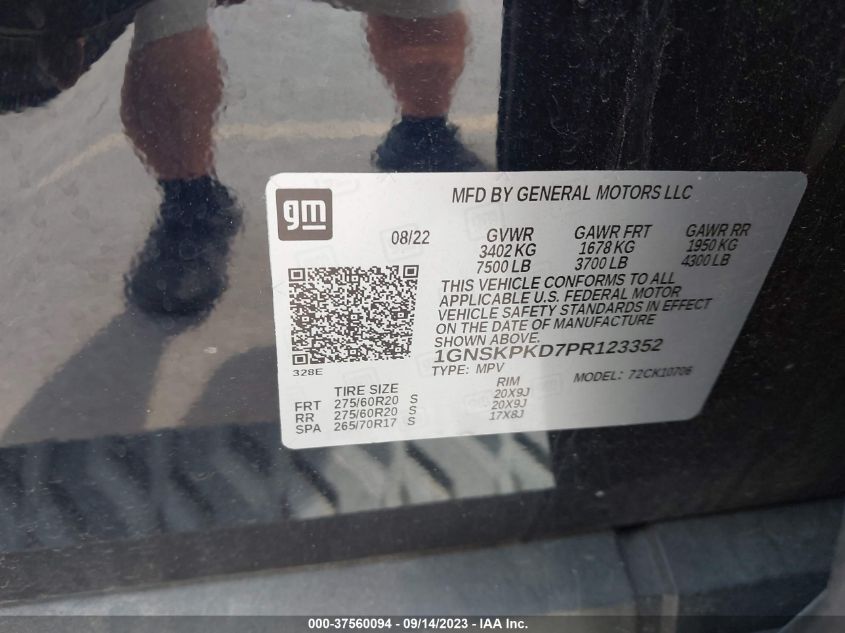 gm
MFD BY GENERAL MOTORS LLC
08/22
GVWR GAWR FRT GAWR RR
3402 KG 1678 KG 1950 KG
7500 LB 3700 LB 4300 LB
THIS VEHICLE CONFORMS TO ALL
APPLICABLE U.S. FEDERAL MOTOR
VEHICLE SAFETY STANDARDS IN EFFECT
ON THE DATE OF MANUFACTURE
SHOWN ABOVE.
1GNSKPKD7PR123352
TYPE: MPV MODEL: 72CK10706
328E
TIRE SIZE RIM
FRT 275/60R20 S 20X9J
RR 275/60R20 S 20X9J
SPA 265/70R17 S 17X8J
000-37560094 - 09/14/2023 - IAA Inc.